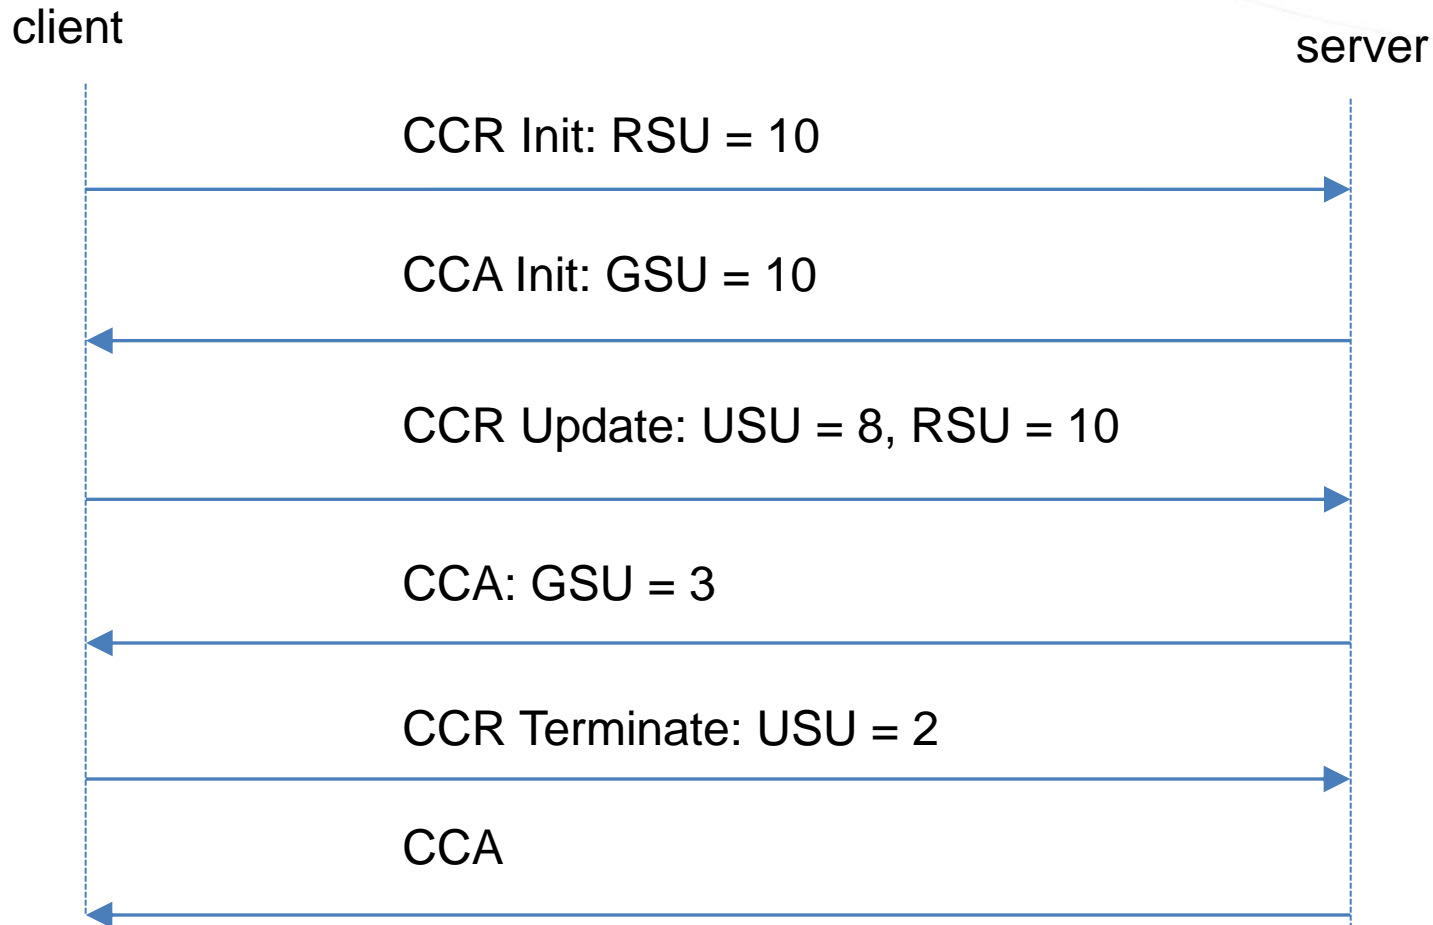 client
server
CCR Init: RSU = 10
CCA Init: GSU = 10
CCR Update: USU = 8, RSU = 10
CCA: GSU = 3
CCR Terminate: USU = 2
CCA